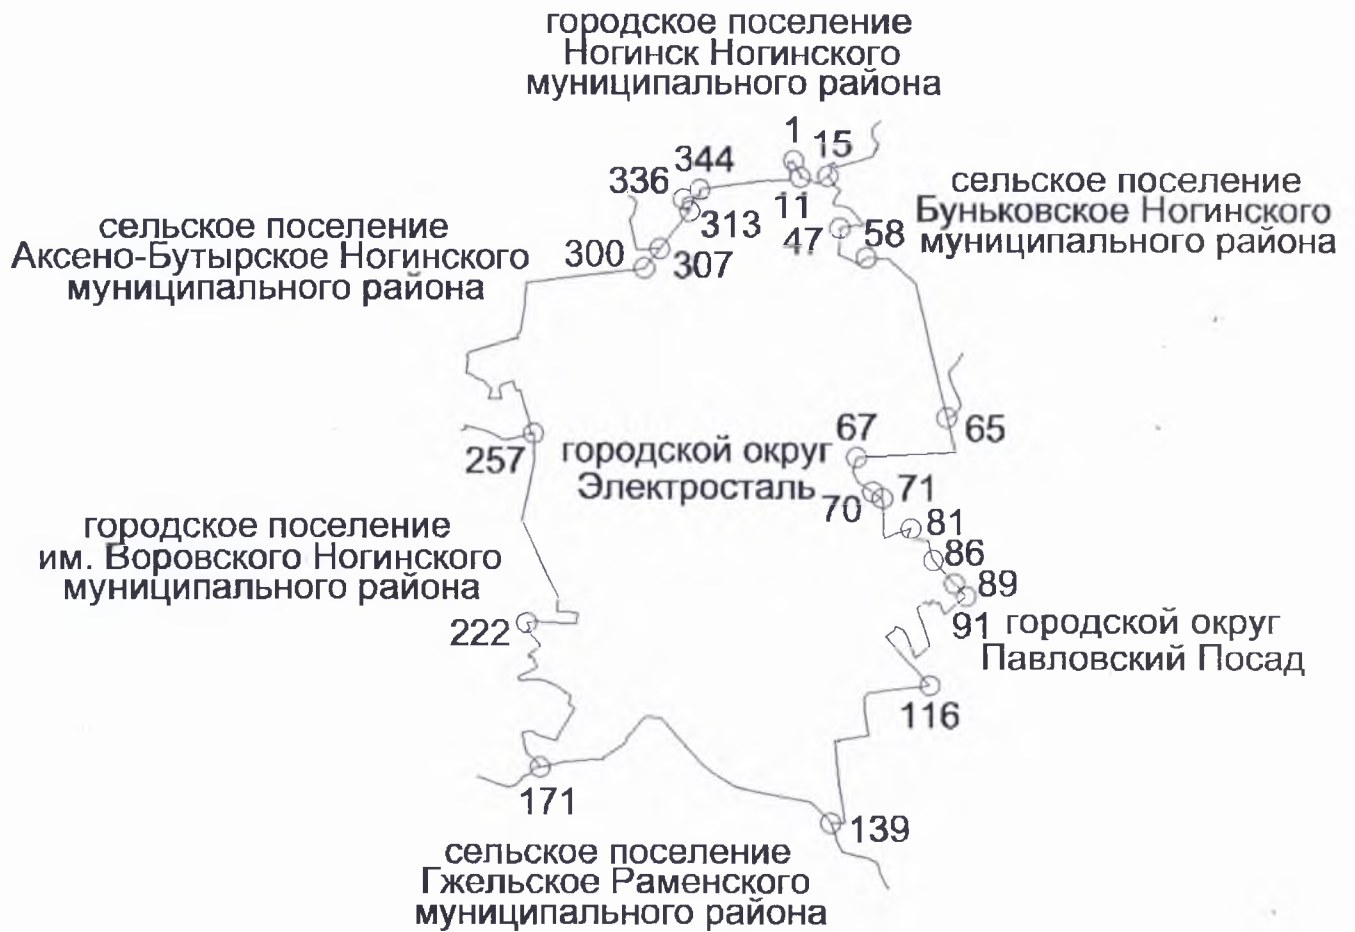 городское поселение
Ногинск Ногинского
муниципального района
1
15
344
336
11
313
47
58
сельское поселение
Буньковское Ногинского
муниципального района
сельское поселение
Аксено-Бутырское Ногинского
муниципального района
300
307
65
67
257
городской округ
Электросталь
70
71
81
86
89
91
городское поселение
им. Воровского Ногинского
муниципального района
222
городской округ
Павловский Посад
116
171
139
сельское поселение
Гжельское Раменского
муниципального района